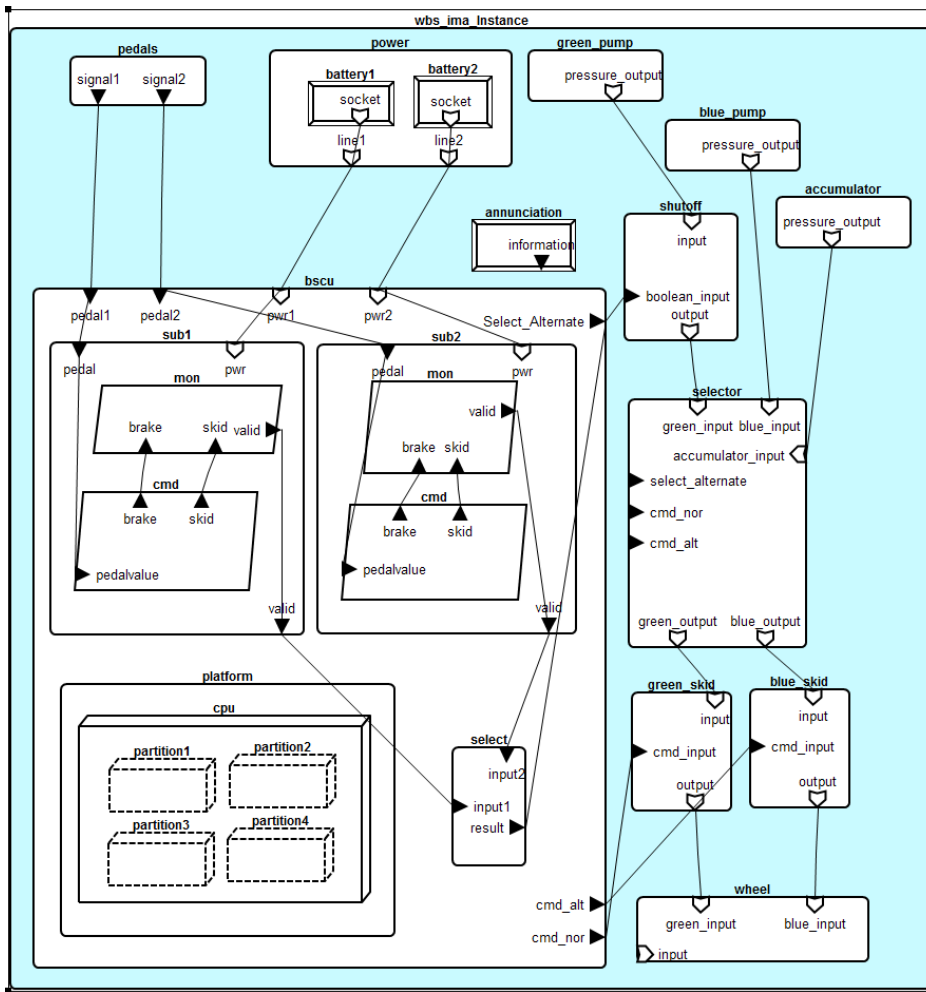 wbs_ima_Instance
pedals
signal1
signal2
power
battery1
socket
battery2
socket
line1
line2
green_pump
pressure_output
blue_pump
pressure_output
accumulator
pressure_output
annunciation
information
shutoff
input
boolean_input
output
bscu
pedal1
pedal2
pwr1
pwr2
Select_Alternate
sub1
pedal
pwr
mon
brake
skid
valid
cmd
brake
skid
pedalvalue
valid
sub2
pedal
pwr
mon
valid
brake
skid
cmd
brake
skid
pedalvalue
valid
selector
green_input
blue_input
accumulator_input
select_alternate
cmd_nor
cmd_alt
green_output
blue_output
platform
cpu
partition1
partition2
partition3
partition4
select
input2
input1
result
cmd_alt
cmd_nor
green_skid
input
cmd_input
output
blue_skid
input
cmd_input
output
wheel
green_input
blue_input
input